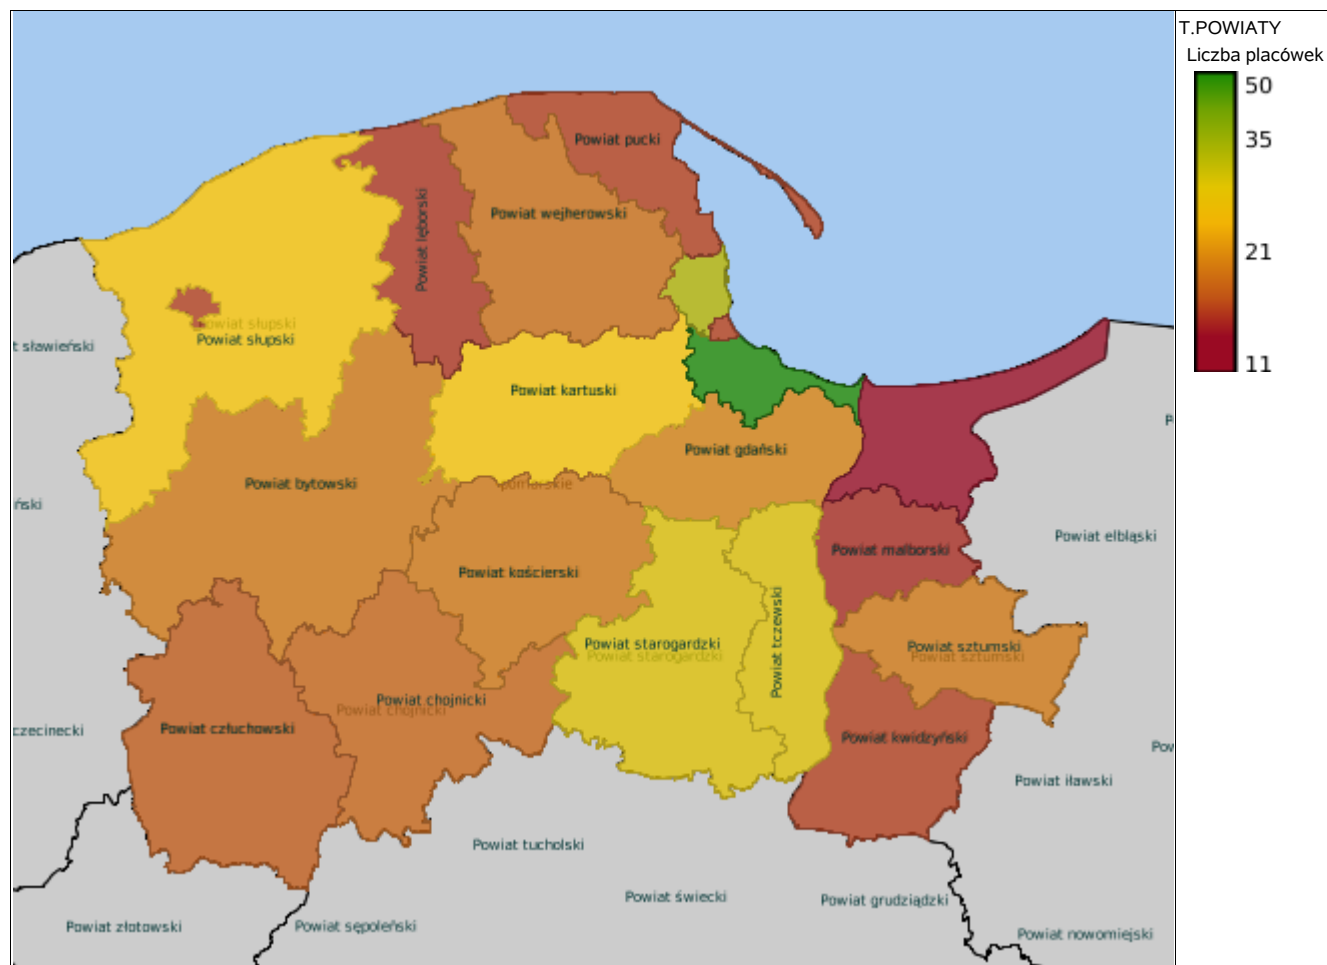 T.POWIATY
Liczba placówek
50
35
21
11
Powiat pucki
Powiat wejherowski
Powiat lęborski
Powiat słupski
Powiat słupski
t sławieński
Powiat kartuski
Powiat gdański
Powiat bytowski
pomorskie
ński
Powiat elbląski
Powiat malborski
Powiat kościerski
Powiat tczewski
Powiat starogardzki
Powiat starogardzki
Powiat sztumski
Powiat sztumski
Powiat chojnicki
Powiat chojnicki
Powiat człuchowski
czecinecki
Powiat kwidzyński
Pow
Powiat iławski
Powiat tucholski
Powiat świecki
Powiat grudziądzki
Powiat złotowski
Powiat sępoleński
Powiat nowomiejski